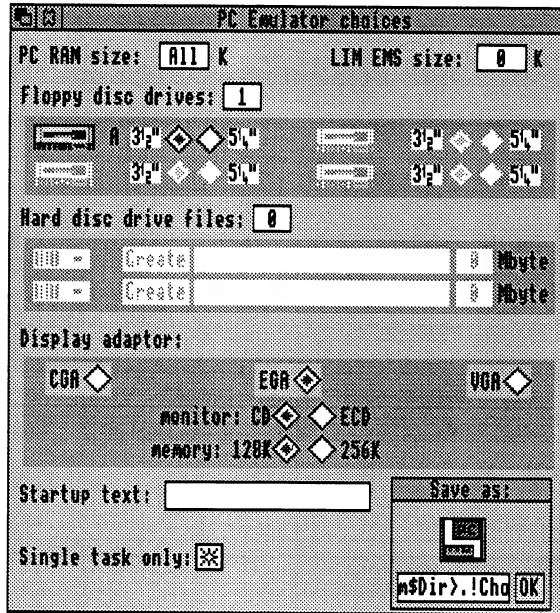 PC Emulator choices
PC RAM size: All K LIM EMS size: 0 K
Floppy disc drives: 1
A 3½" 5¼" 3½" 5¼"
3½" 5¼" 3½" 5¼"
Hard disc drive files: 0
Create 0 Mbyte
Create 0 Mbyte
Display adaptor:
CGA EGA VGA
monitor: CD ECD
memory: 128K 256K
Startup text:
Save as:
Single task only:
m$Dir>.!Cho OK